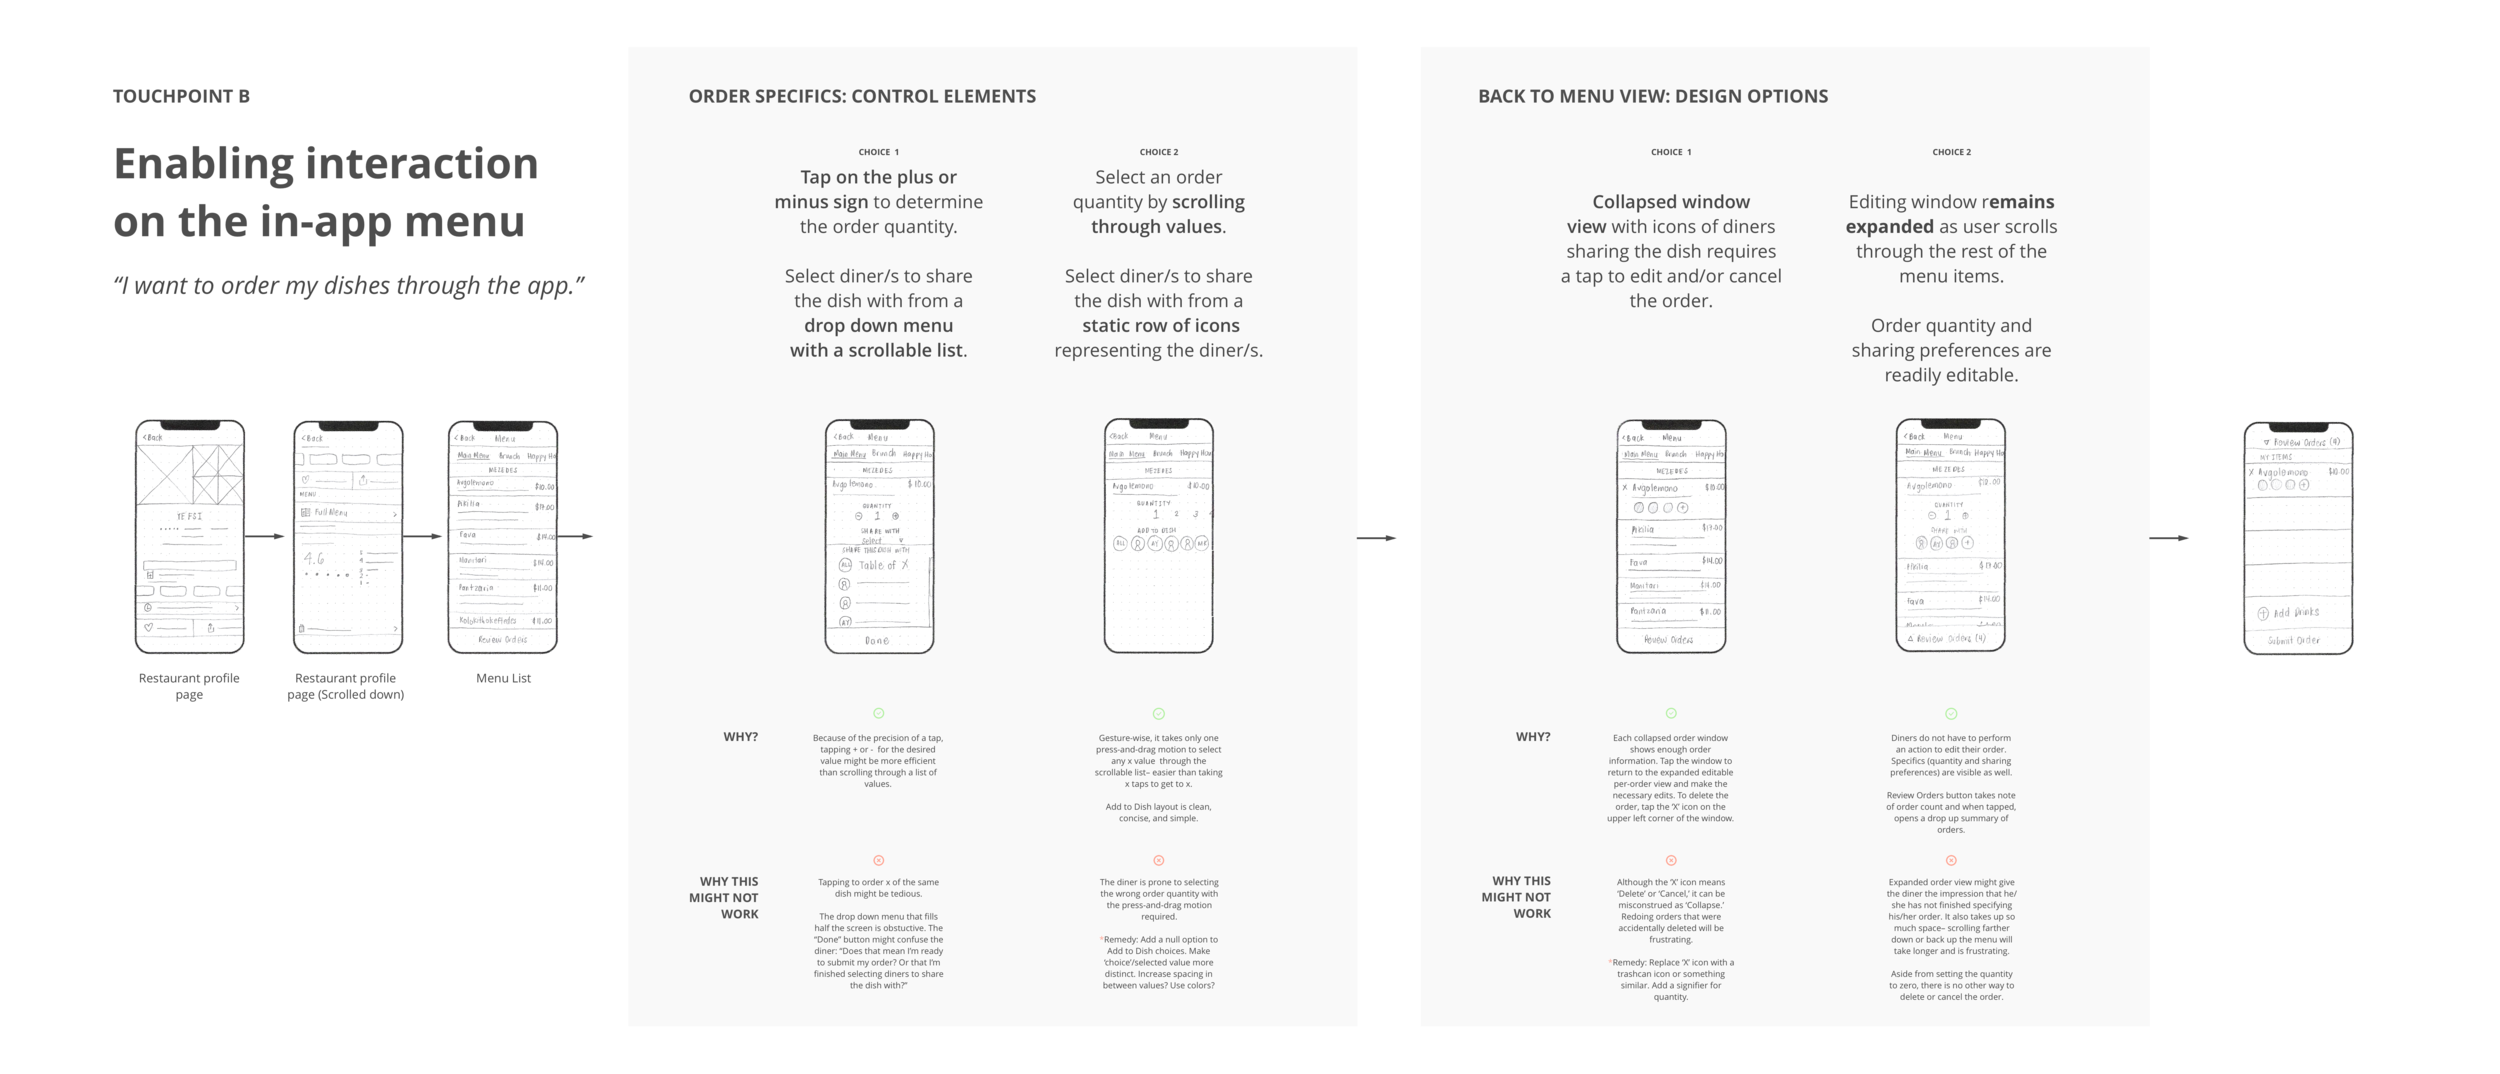 TOUCHPOINT B
Enabling interaction
on the in-app menu
“I want to order my dishes through the app.”
<Back
YEFSI
Restaurant profile
page
<Back
MENU
Full Menu
4.6
Restaurant profile
page (Scrolled down)
<Back Menu
Main Menu Brunch Happy Ho
MEZEDES
Avgolemono $10.00
Pikilia $17.00
Fava $14.00
Manitari $14.00
Pantzaria $11.00
Kolokithokeftedes $11.00
Review Orders
Menu List
ORDER SPECIFICS: CONTROL ELEMENTS
CHOICE 1
Tap on the plus or
minus sign to determine
the order quantity.
Select diner/s to share
the dish with from a
drop down menu
with a scrollable list.
<Back Menu
Main Menu Brunch Happy Ho
MEZEDES
Avgolemono $10.00
QUANTITY
1
SHARE WITH
Select
SHARE THIS DISH WITH
ALL Table of X
AY
Done
CHOICE 2
Select an order
quantity by scrolling
through values.
Select diner/s to share
the dish with from a
static row of icons
representing the diner/s.
<Back Menu
Main Menu Brunch Happy Hou
MEZEDES
Avgolemono $10.00
QUANTITY
1 2 3 4
ADD TO DISH
ALL AY
WHY?
Because of the precision of a tap,
tapping + or - for the desired
value might be more efficient
than scrolling through a list of
values.
Gesture-wise, it takes only one
press-and-drag motion to select
any x value through the
scrollable list– easier than taking
x taps to get to x.
Add to Dish layout is clean,
concise, and simple.
WHY THIS
MIGHT NOT
WORK
Tapping to order x of the same
dish might be tedious.
The drop down menu that fills
half the screen is obstuctive. The
“Done” button might confuse the
diner: “Does that mean I’m ready
to submit my order? Or that I’m
finished selecting diners to share
the dish with?”
The diner is prone to selecting
the wrong order quantity with
the press-and-drag motion
required.
*Remedy: Add a null option to
Add to Dish choices. Make
‘choice’/selected value more
distinct. Increase spacing in
between values? Use colors?
BACK TO MENU VIEW: DESIGN OPTIONS
CHOICE 1
Collapsed window
view with icons of diners
sharing the dish requires
a tap to edit and/or cancel
the order.
<Back Menu
Main Menu Brunch Happy Ho
MEZEDES
X Avgolemono $10.00
Pikilia $17.00
Fava $14.00
Manitari $14.00
Pantzaria $11.00
Review Orders
CHOICE 2
Editing window remains
expanded as user scrolls
through the rest of the
menu items.
Order quantity and
sharing preferences are
readily editable.
<Back Menu
Main Menu Brunch Happy Ho
MEZEDES
Avgolemono $10.00
QUANTITY
1
SHARE WITH
AY
Pikilia $17.00
Fava $14.00
Review Orders (4)
WHY?
Each collapsed order window
shows enough order
information. Tap the window to
return to the expanded editable
per-order view and make the
necessary edits. To delete the
order, tap the ‘X’ icon on the
upper left corner of the window.
Diners do not have to perform
an action to edit their order.
Specifics (quantity and sharing
preferences) are visible as well.
Review Orders button takes note
of order count and when tapped,
opens a drop up summary of
orders.
WHY THIS
MIGHT NOT
WORK
Although the ‘X’ icon means
‘Delete’ or ‘Cancel,’ it can be
misconstrued as ‘Collapse.’
Redoing orders that were
accidentally deleted will be
frustrating.
*Remedy: Replace ‘X’ icon with a
trashcan icon or something
similar. Add a signifier for
quantity.
Expanded order view might give
the diner the impression that he/
she has not finished specifying
his/her order. It also takes up so
much space– scrolling farther
down or back up the menu will
take longer and is frustrating.
Aside from setting the quantity
to zero, there is no other way to
delete or cancel the order.
Review Orders (4)
MY ITEMS
X Avgolemono $10.00
Add Drinks
Submit Order